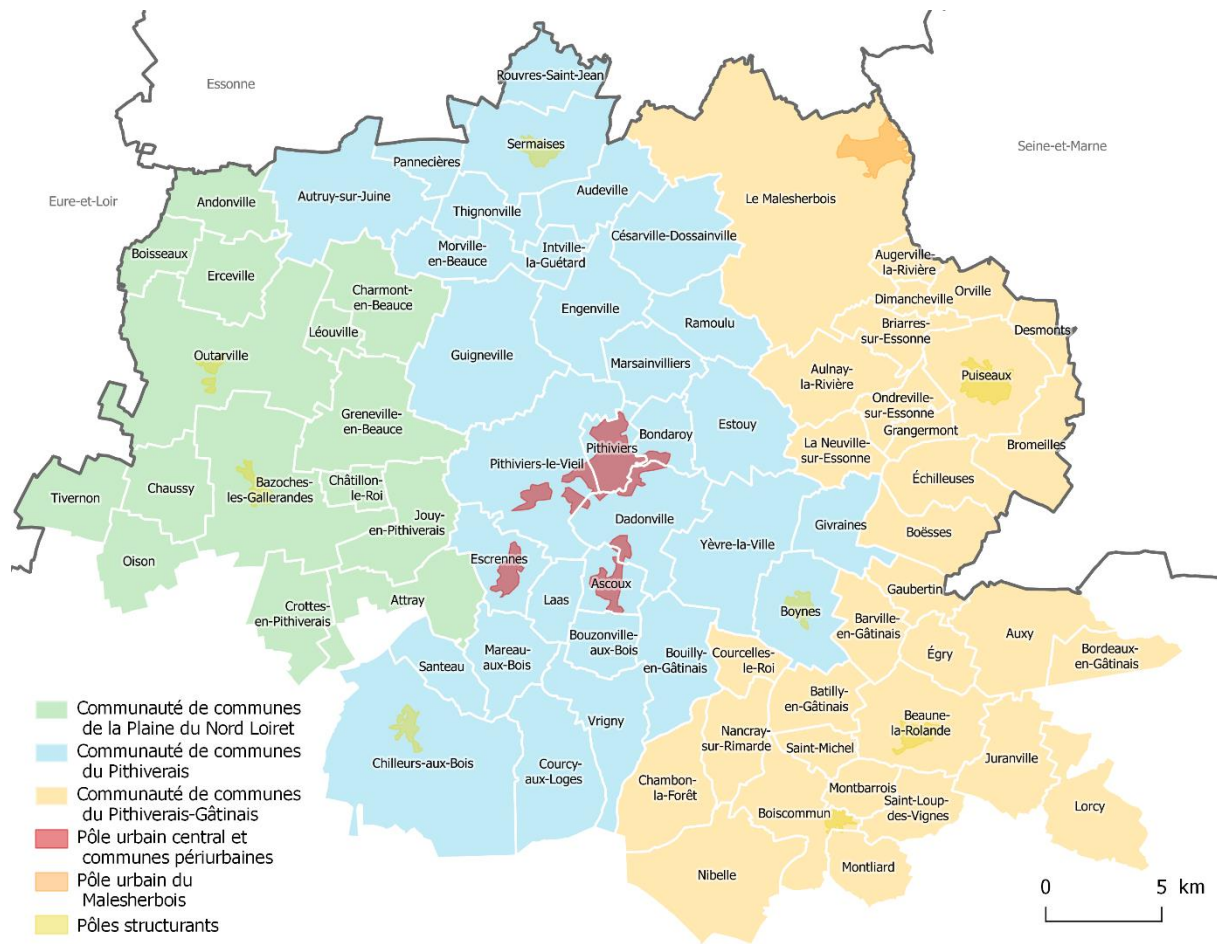 Essonne
Rouvres-Saint-Jean
Sermaises
Seine-et-Marne
Pannecières
Eure-et-Loir
Andonville
Autruy-sur-Juine
Audeville
Le Malesherbois
Thignonville
Boisseaux
Erceville
Morville-
en-Beauce
Intville-
la-Guétard
Césarville-Dossainville
Augerville-
la-Rivière
Charmont-
en-Beauce
Dimancheville
Orville
Léouville
Engenville
Ramoulu
Briarres-
sur-Essonne
Desmonts
Outarville
Guigneville
Marsainvilliers
Aulnay-
la-Rivière
Puiseaux
Greneville-
en-Beauce
Ondreville-
sur-Essonne
Grangermont
Bondaroy
Estouy
Pithiviers
La Neuville-
sur-Essonne
Bromeilles
Pithiviers-le-Vieil
Tivernon
Chaussy
Bazoches-
les-Gallerandes
Châtillon-
le-Roi
Échilleuses
Jouy-
en-Pithiverais
Dadonville
Givraines
Boësses
Yèvre-la-Ville
Oison
Escrennes
Ascoux
Gaubertin
Attray
Laas
Boynes
Crottes-
en-Pithiverais
Barville-
en-Gâtinais
Auxy
Bouzonville-
aux-Bois
Mareau-
aux-Bois
Santeau
Bouilly-
en-Gâtinais
Courcelles-
le-Roi
Égry
Bordeaux-
en-Gâtinais
Batilly-
en-Gâtinais
Vrigny
Beaune-
la-Rolande
Nancray-
sur-Rimarde
Saint-Michel
Juranville
Chilleurs-aux-Bois
Courcy-
aux-Loges
Chambon-
la-Forêt
Montbarrois
Boiscommun
Saint-Loup-
des-Vignes
Lorcy
Nibelle
Montliard
Communauté de communes
de la Plaine du Nord Loiret
Communauté de communes
du Pithiverais
Communauté de communes
du Pithiverais-Gâtinais
Pôle urbain central et
communes périurbaines
Pôle urbain du
Malesherbois
Pôles structurants
0 5 km